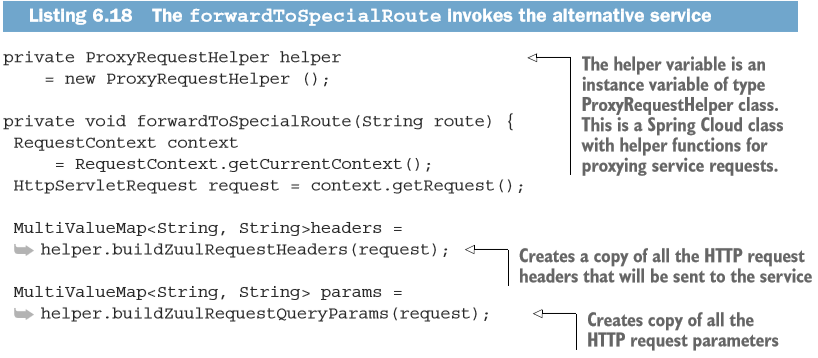 Listing 6.18 The forwardToSpecialRoute invokes the alternative service
private ProxyRequestHelper helper
= new ProxyRequestHelper ();
The helper variable is an
instance variable of type
ProxyRequestHelper class.
This is a Spring Cloud class
with helper functions for
proxying service requests.
private void forwardToSpecialRoute(String route) {
RequestContext context
= RequestContext.getCurrentContext();
HttpServletRequest request = context.getRequest();
MultiValueMap<String, String>headers =
helper.buildZuulRequestHeaders(request);
Creates a copy of all the HTTP request
headers that will be sent to the service
MultiValueMap<String, String> params =
helper.buildZuulRequestQueryParams(request);
Creates copy of all the
HTTP request parameters